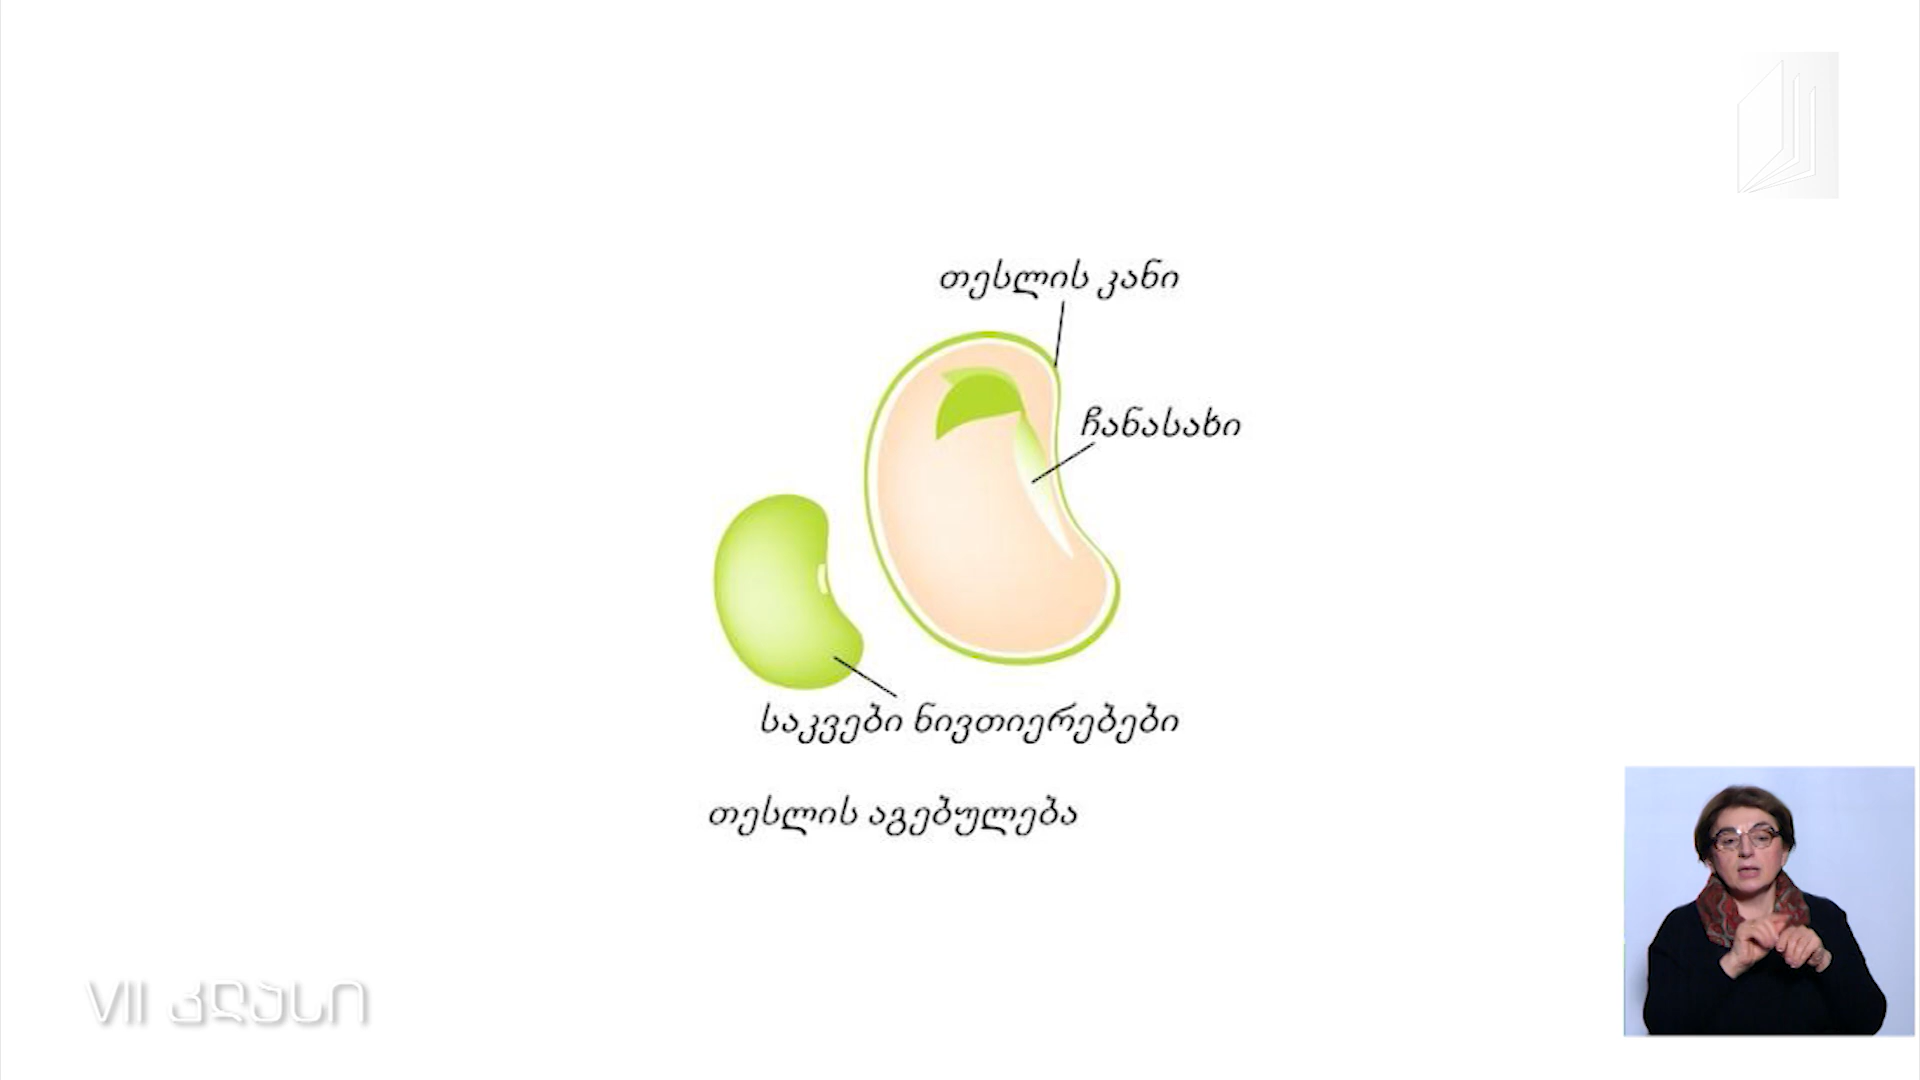 თესლის კანი
ჩანასახი
საკვები ნივთიერებები
თესლის აგებულება
VII კლასი